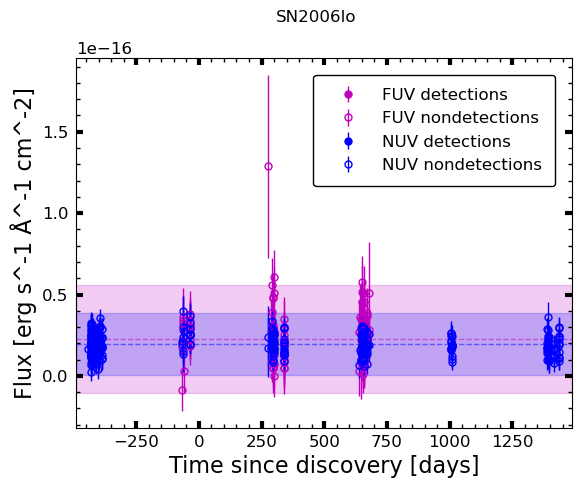 SN2006lo
1e−16
FUV detections
FUV nondetections
NUV detections
NUV nondetections
1.5
1.0
0.5
0.0
Flux [erg s^-1 Å^-1 cm^-2]
−250 0 250 500 750 1000 1250
Time since discovery [days]